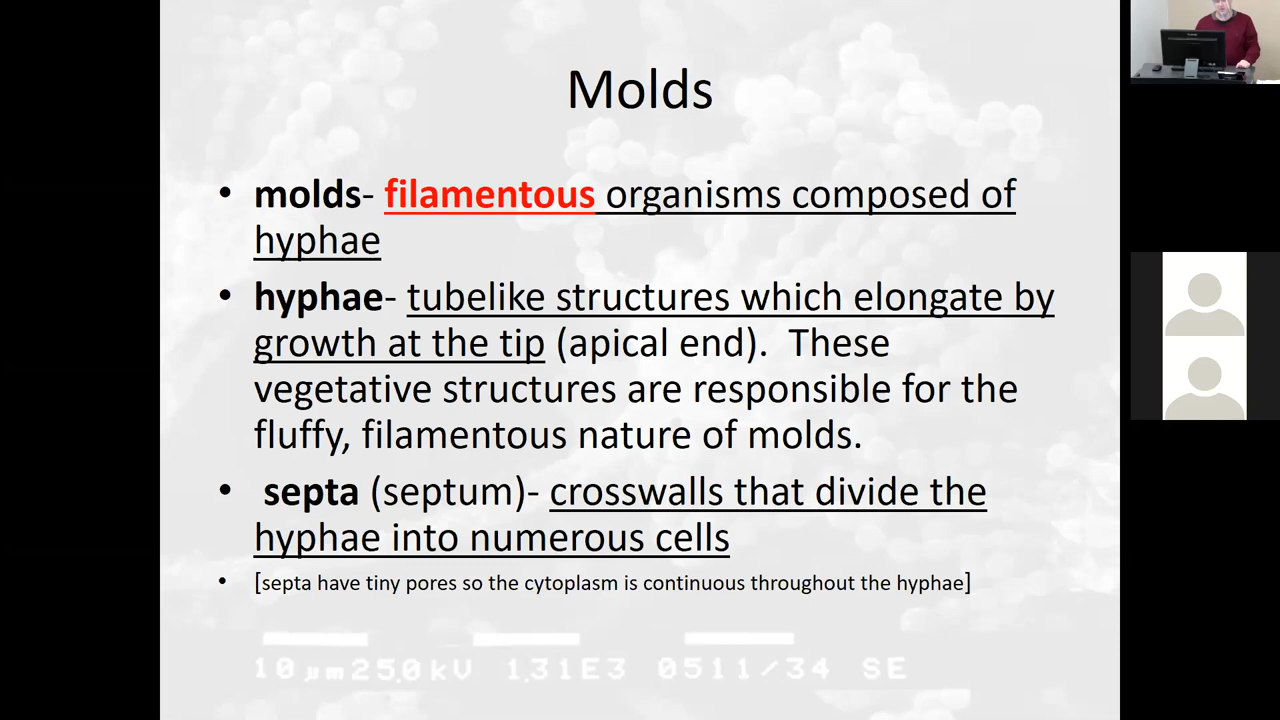 Molds
• molds- filamentous organisms composed of
hyphae
• hyphae- tubelike structures which elongate by
growth at the tip (apical end).  These
vegetative structures are responsible for the
fluffy, filamentous nature of molds.
• septa (septum)- crosswalls that divide the
hyphae into numerous cells
• [septa have tiny pores so the cytoplasm is continuous throughout the hyphae]
10µm25.0kV 1.31E3 0511/34 SE